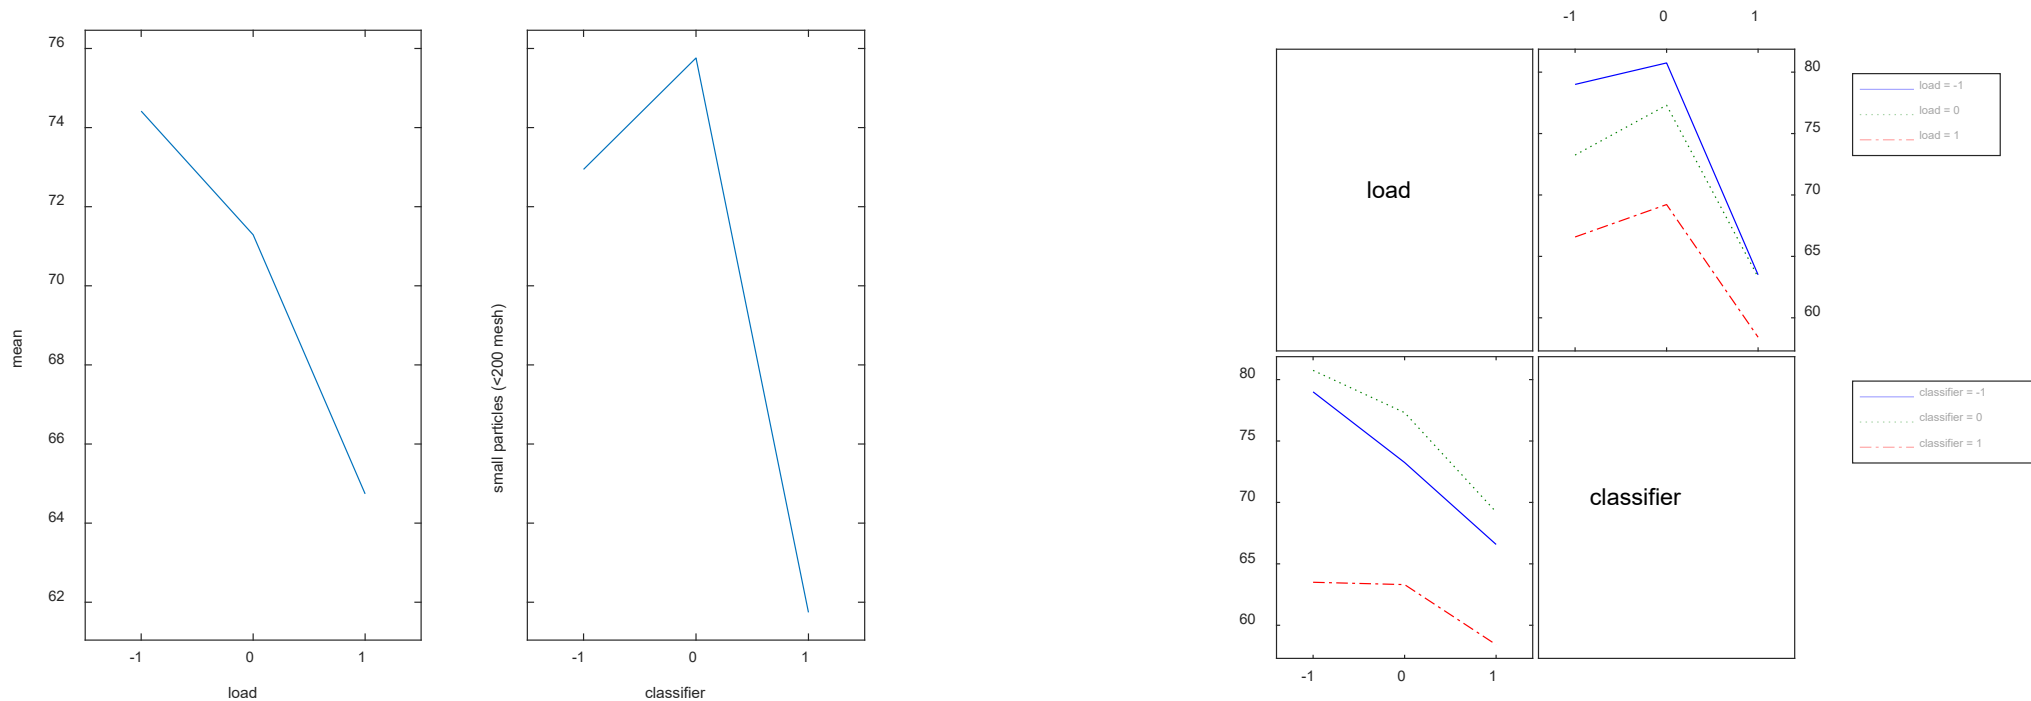 76
74
72
70
68
66
64
62
mean
-1 0 1
load
small particles (<200 mesh)
-1 0 1
classifier
-1 0 1
load
80
75
70
65
60
load = -1
load = 0
load = 1
80
75
70
65
60
-1 0 1
classifier
classifier = -1
classifier = 0
classifier = 1